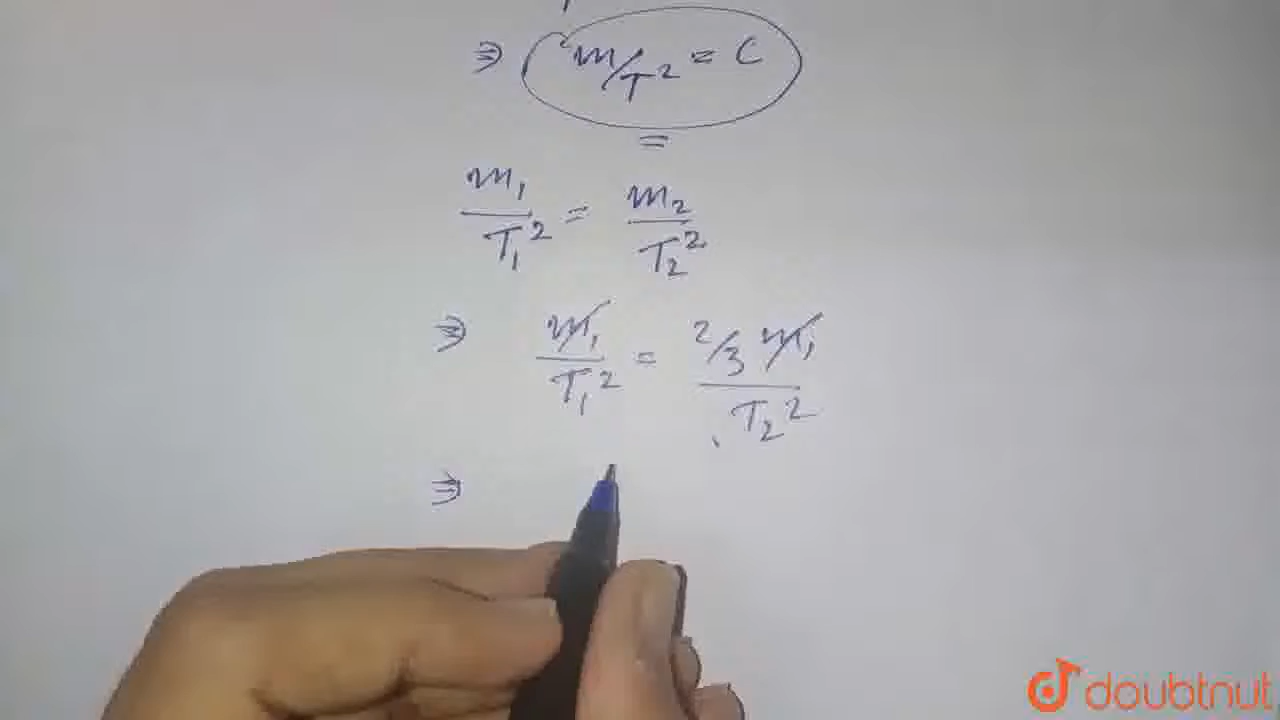 ⇒ m/T² = C
=
m₁/T₁² = m₂/T₂²
⇒ m₁/T₁² = 2/3 m₁/T₂²
⇒
doubtnut